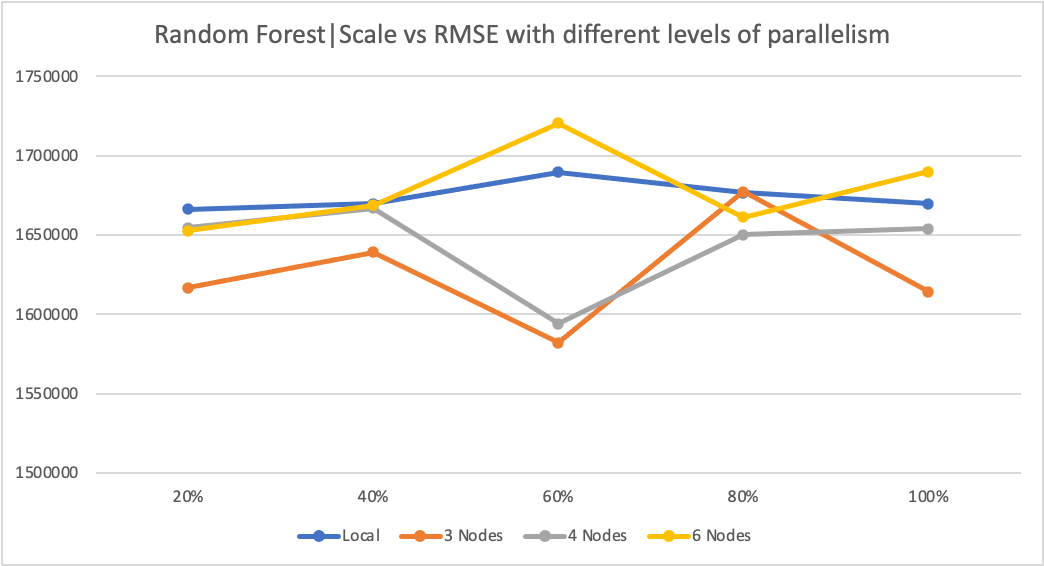 Random Forest|Scale vs RMSE with different levels of parallelism
1750000
1700000
1650000
1600000
1550000
1500000
20% 40% 60% 80% 100%
Local 3 Nodes 4 Nodes 6 Nodes